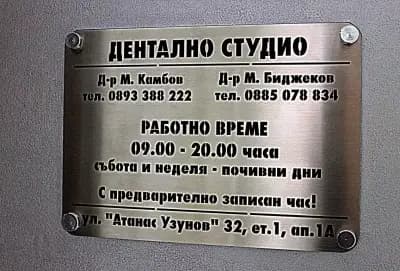 ДЕНТАЛНО СТУДИО
Д-р М. Камбов Д-р М. Биджеков
тел. 0893 388 222 тел. 0885 078 834
РАБОТНО ВРЕМЕ
09.00 - 20.00 часа
събота и неделя - почивни дни
С предварително записан час!
ул. "Атанас Узунов" 32, ет.1, ап.1А